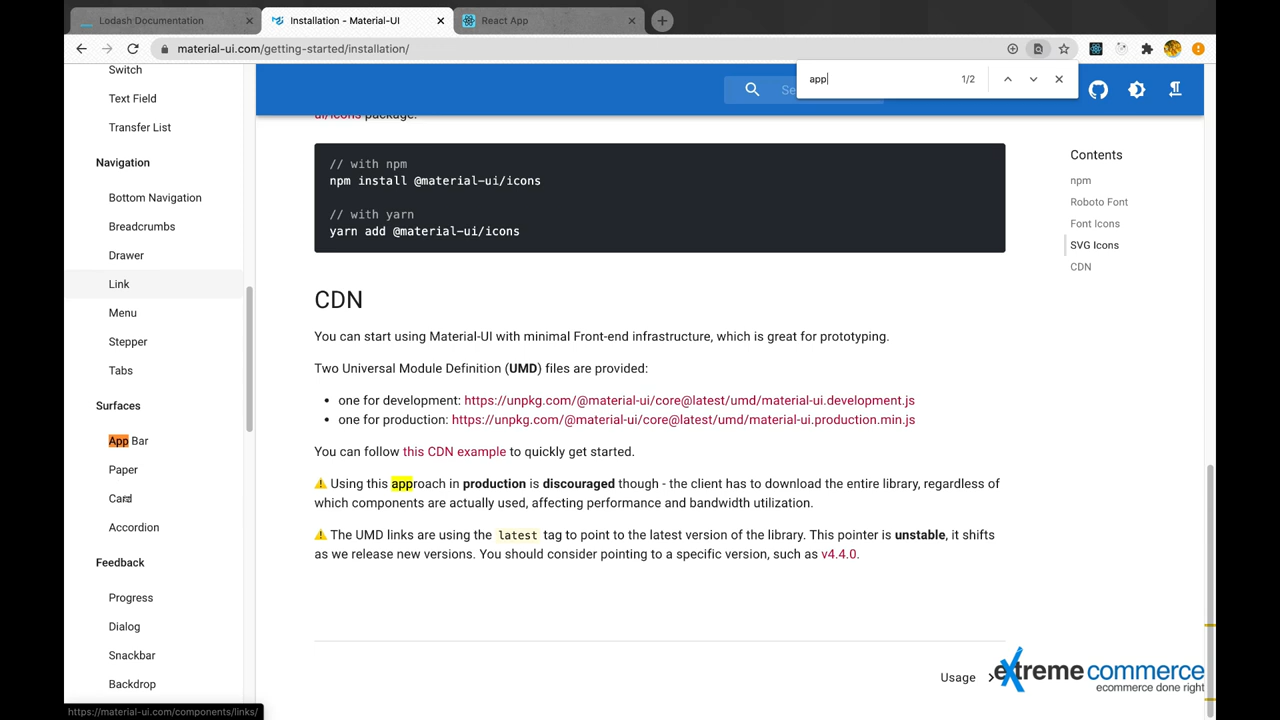 Lodash Documentation
Installation - Material-UI
React App
material-ui.com/getting-started/installation/
app
1/2
Se
Switch
Text Field
Transfer List
Navigation
Bottom Navigation
Breadcrumbs
Drawer
Link
Menu
Stepper
Tabs
Surfaces
App Bar
Paper
Card
Accordion
Feedback
Progress
Dialog
Snackbar
Backdrop
https://material-ui.com/components/links/
ui/icons package.
// with npm
npm install @material-ui/icons
// with yarn
yarn add @material-ui/icons
CDN
You can start using Material-UI with minimal Front-end infrastructure, which is great for prototyping.
Two Universal Module Definition (UMD) files are provided:
• one for development: https://unpkg.com/@material-ui/core@latest/umd/material-ui.development.js
• one for production: https://unpkg.com/@material-ui/core@latest/umd/material-ui.production.min.js
You can follow this CDN example to quickly get started.
⚠️ Using this approach in production is discouraged though - the client has to download the entire library, regardless of
which components are actually used, affecting performance and bandwidth utilization.
⚠️ The UMD links are using the latest tag to point to the latest version of the library. This pointer is unstable, it shifts
as we release new versions. You should consider pointing to a specific version, such as v4.4.0.
Usage
Contents
npm
Roboto Font
Font Icons
SVG Icons
CDN
extreme commerce
ecommerce done right